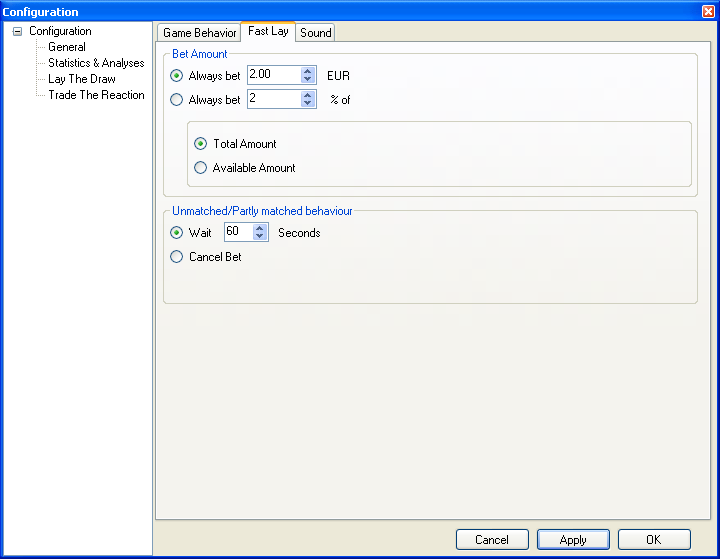 Configuration
Configuration
General
Statistics & Analyses
Lay The Draw
Trade The Reaction
Game Behavior Fast Lay Sound
Bet Amount
Always bet 2.00 EUR
Always bet 2 % of
Total Amount
Available Amount
Unmatched/Partly matched behaviour
Wait 60 Seconds
Cancel Bet
Cancel Apply OK